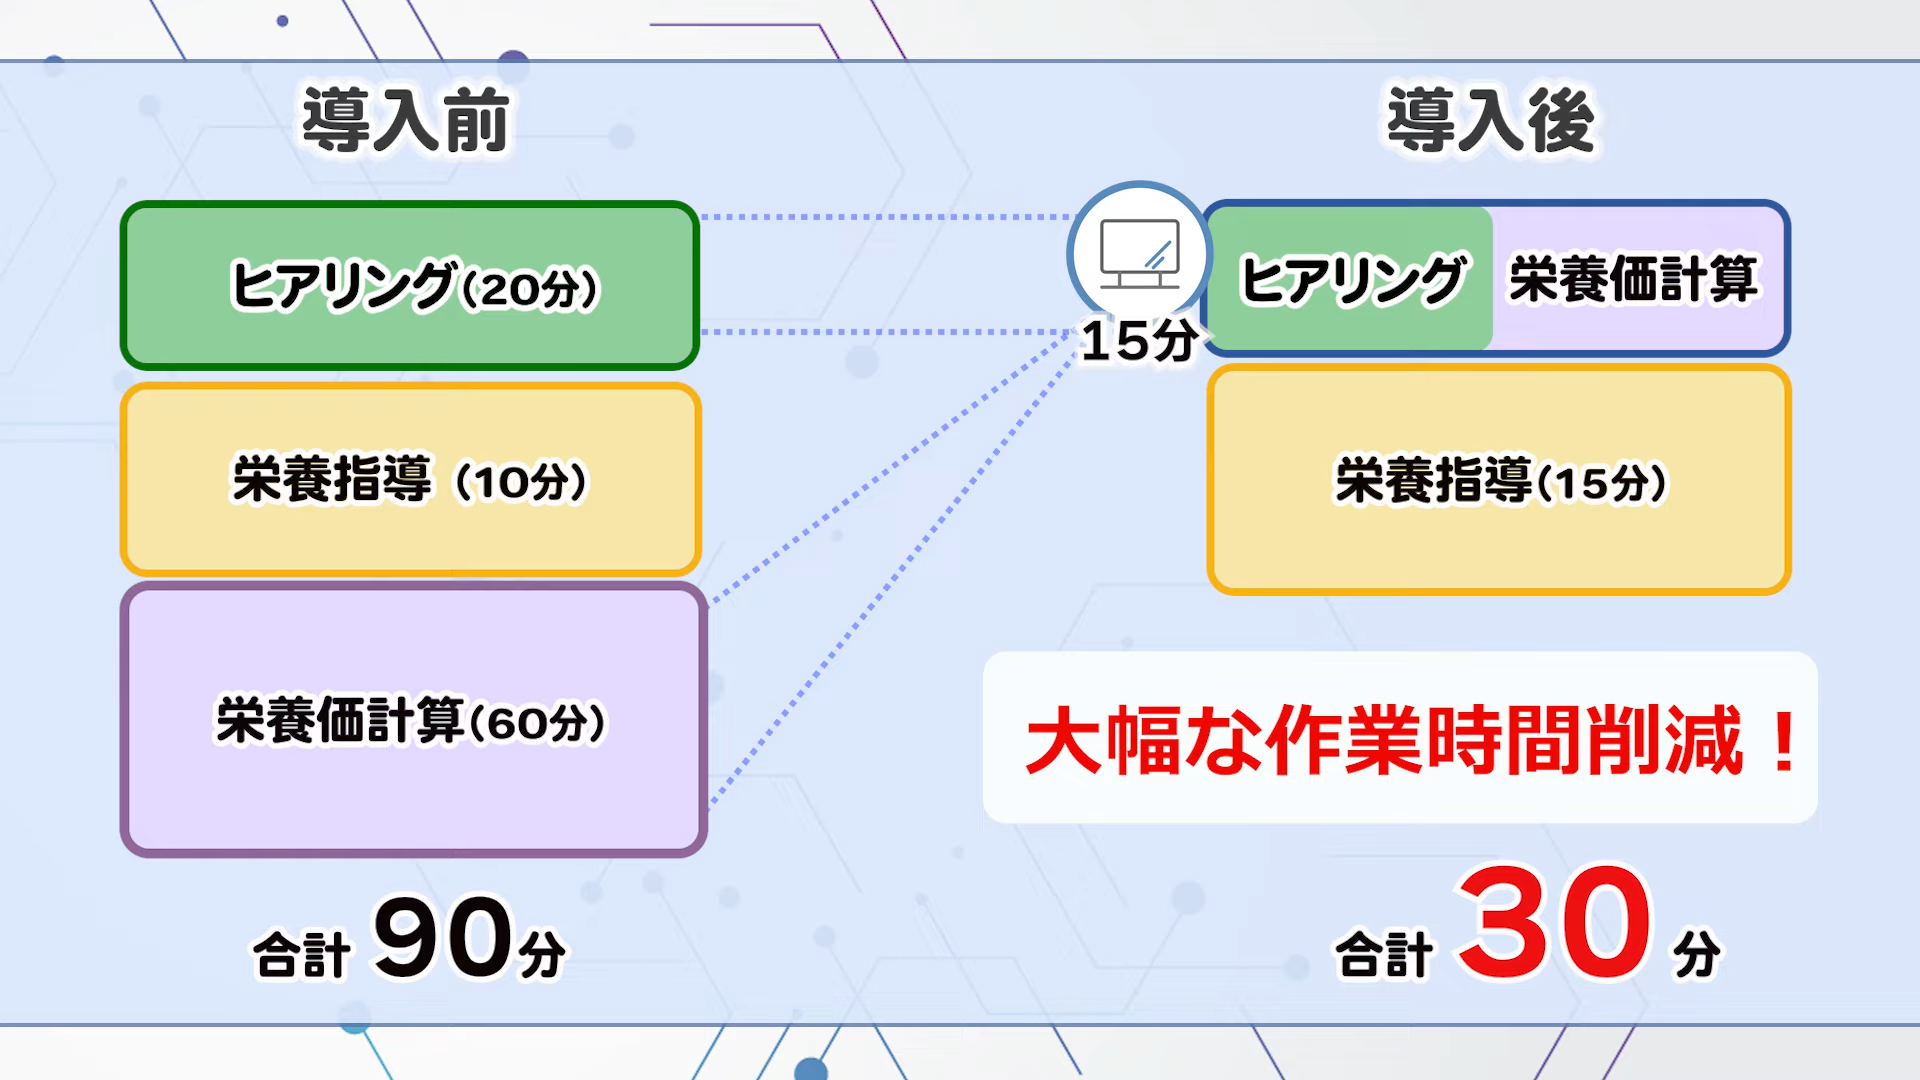 導入前
ヒアリング(20分)
栄養指導 (10分)
栄養価計算(60分)
合計 90分
導入後
15分
ヒアリング 栄養価計算
栄養指導(15分)
大幅な作業時間削減！
合計 30分